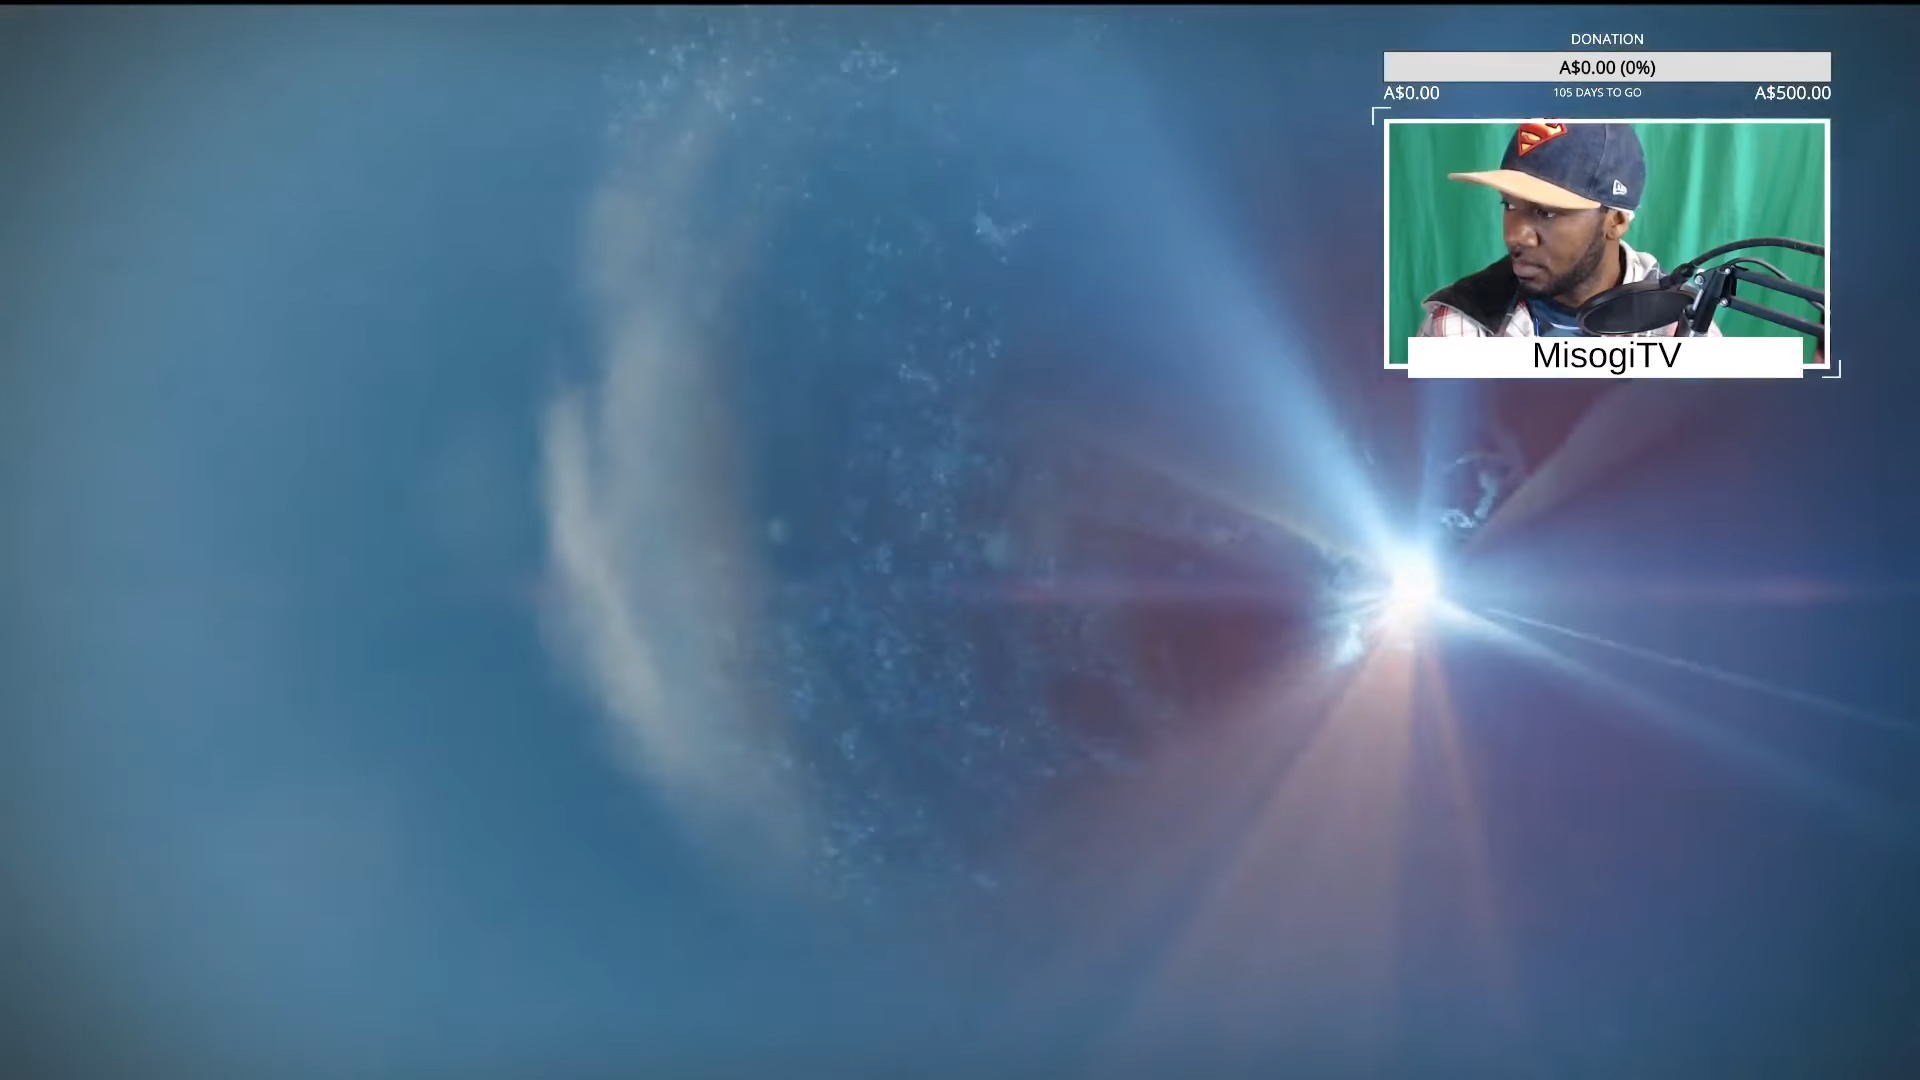 DONATION
A$0.00 (0%)
A$0.00 105 DAYS TO GO A$500.00
MisogiTV